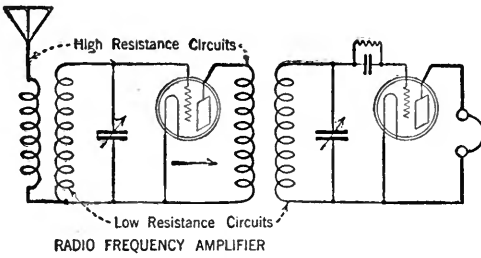 High Resistance Circuits
Low Resistance Circuits
RADIO FREQUENCY AMPLIFIER